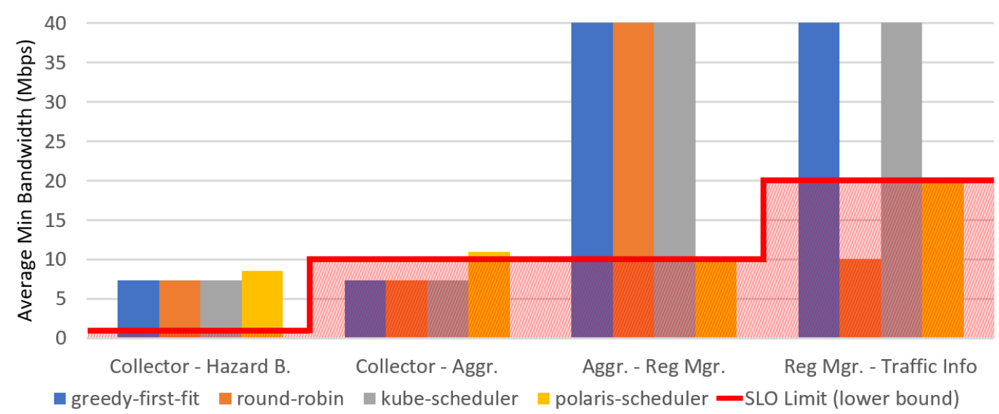 Average Min Bandwidth (Mbps)
40
35
30
25
20
15
10
5
0
Collector - Hazard B.
Collector - Aggr.
Aggr. - Reg Mgr.
Reg Mgr. - Traffic Info
greedy-first-fit
round-robin
kube-scheduler
polaris-scheduler
SLO Limit (lower bound)